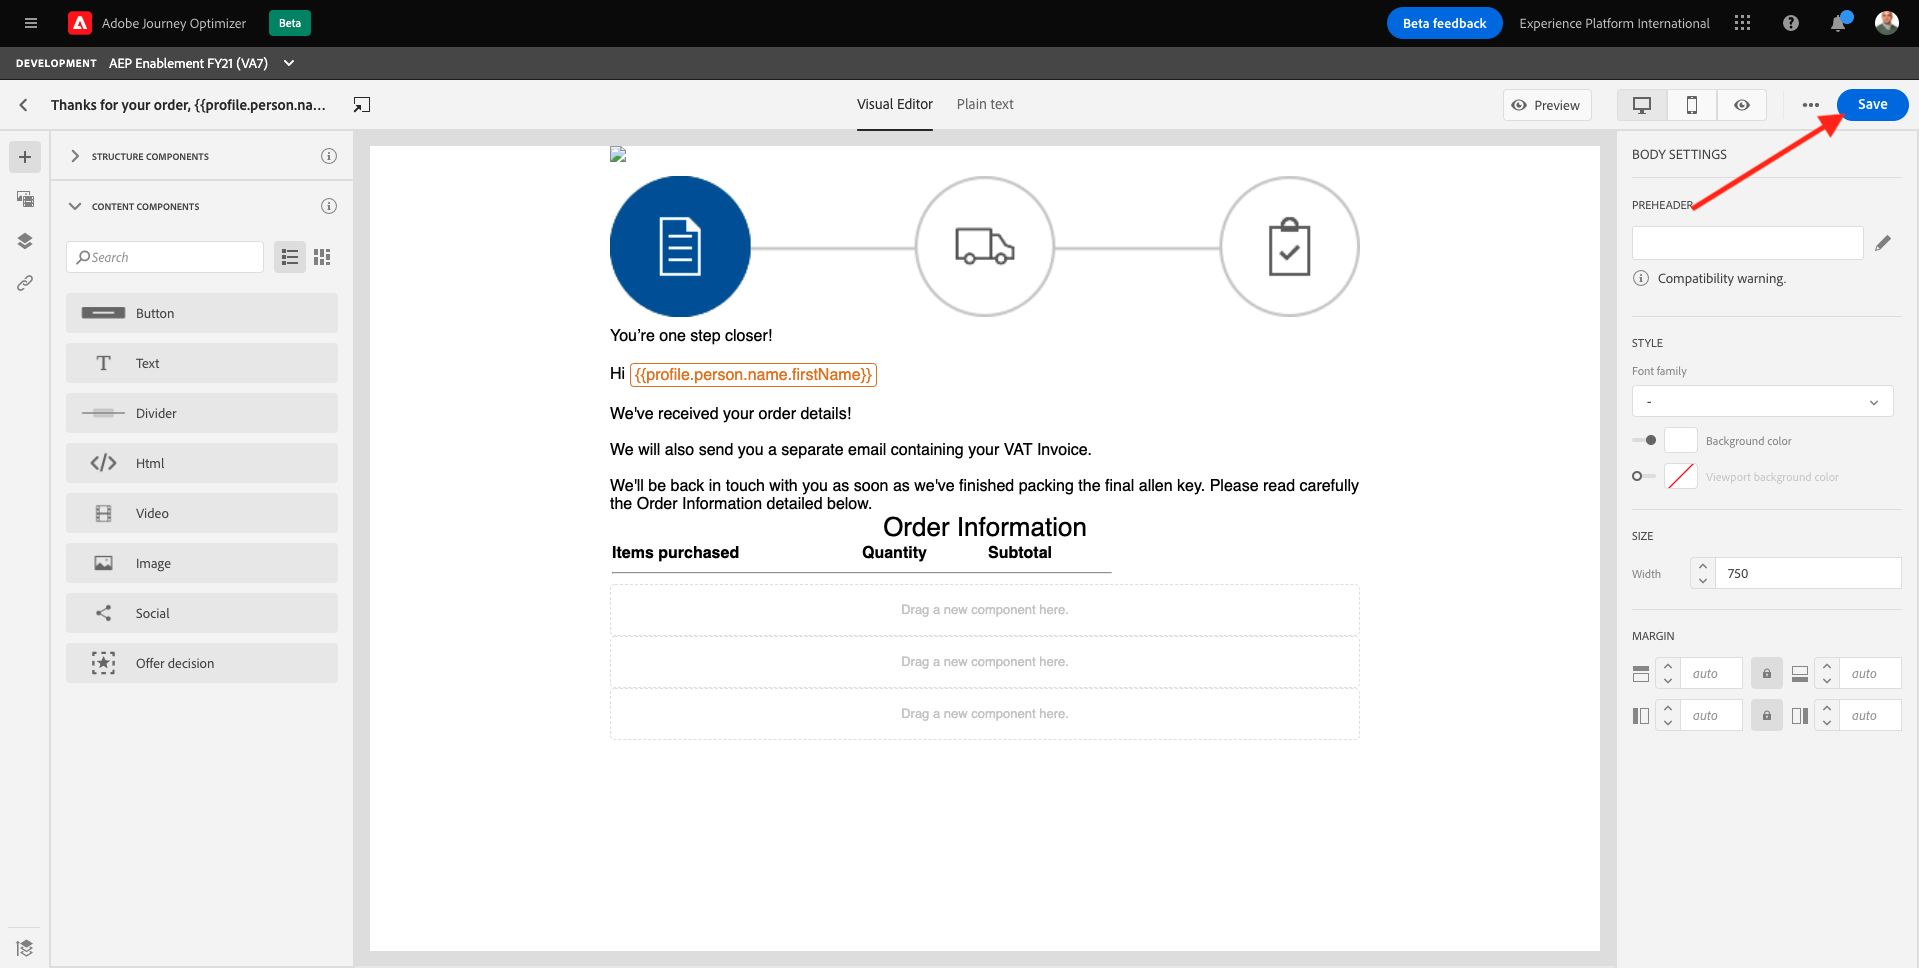 Adobe Journey Optimizer
Beta
Beta feedback
Experience Platform International
DEVELOPMENT
AEP Enablement FY21 (VA7)
Thanks for your order, {{profile.person.na...
Visual Editor
Plain text
Preview
Save
STRUCTURE COMPONENTS
CONTENT COMPONENTS
Search
Button
Text
Divider
Html
Video
Image
Social
Offer decision
You're one step closer!
Hi {{profile.person.name.firstName}}
We've received your order details!
We will also send you a separate email containing your VAT Invoice.
We'll be back in touch with you as soon as we've finished packing the final allen key. Please read carefully
the Order Information detailed below.
Order Information
Items purchased Quantity Subtotal
Drag a new component here.
Drag a new component here.
Drag a new component here.
BODY SETTINGS
PREHEADER
Compatibility warning.
STYLE
Font family
-
Background color
Viewport background color
SIZE
Width 750
MARGIN
auto auto
auto auto